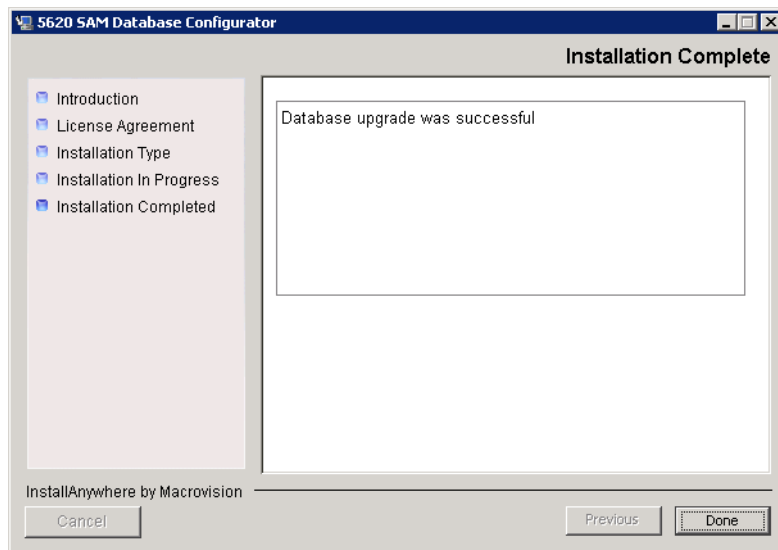 5620 SAM Database Configurator
Installation Complete
Introduction
License Agreement
Installation Type
Installation In Progress
Installation Completed
Database upgrade was successful
InstallAnywhere by Macrovision
Cancel
Previous
Done